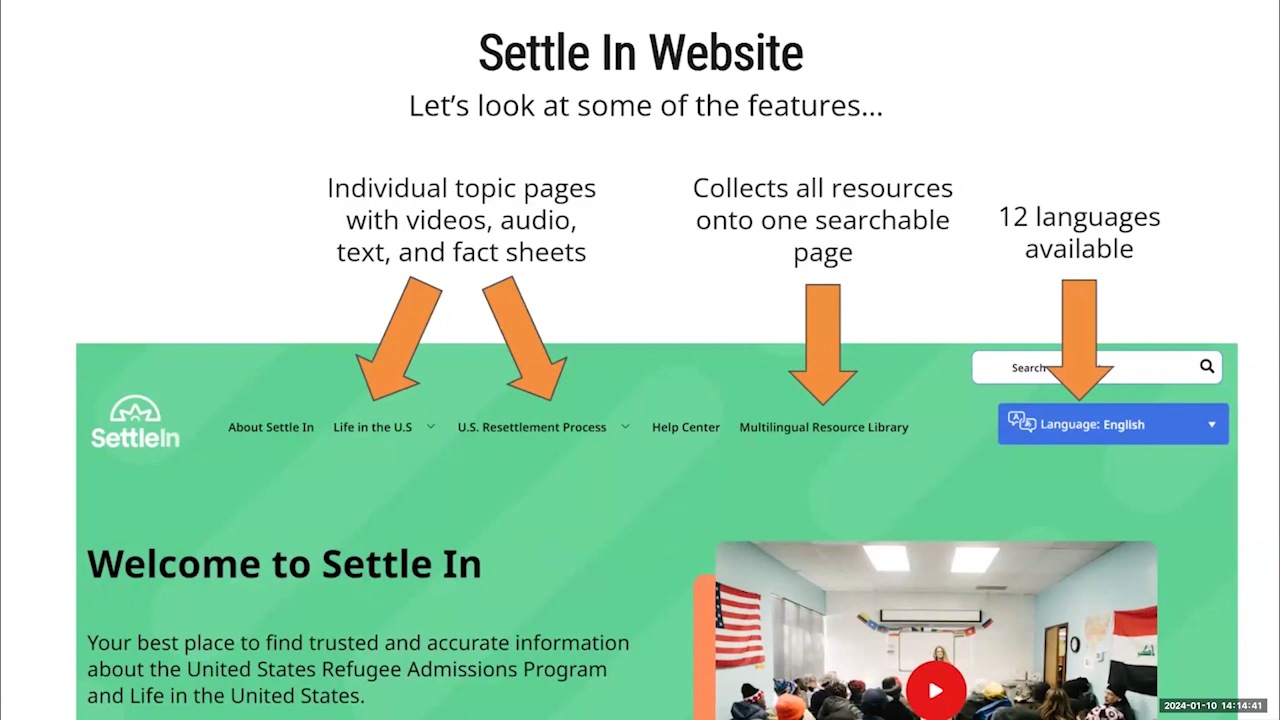 Settle In Website
Let's look at some of the features...
Individual topic pages
with videos, audio,
text, and fact sheets
Collects all resources
onto one searchable
page
12 languages
available
Search
SettleIn
About Settle In
Life in the U.S
U.S. Resettlement Process
Help Center
Multilingual Resource Library
Language: English
Welcome to Settle In
Your best place to find trusted and accurate information
about the United States Refugee Admissions Program
and Life in the United States.
2024-01-10 14:14:41